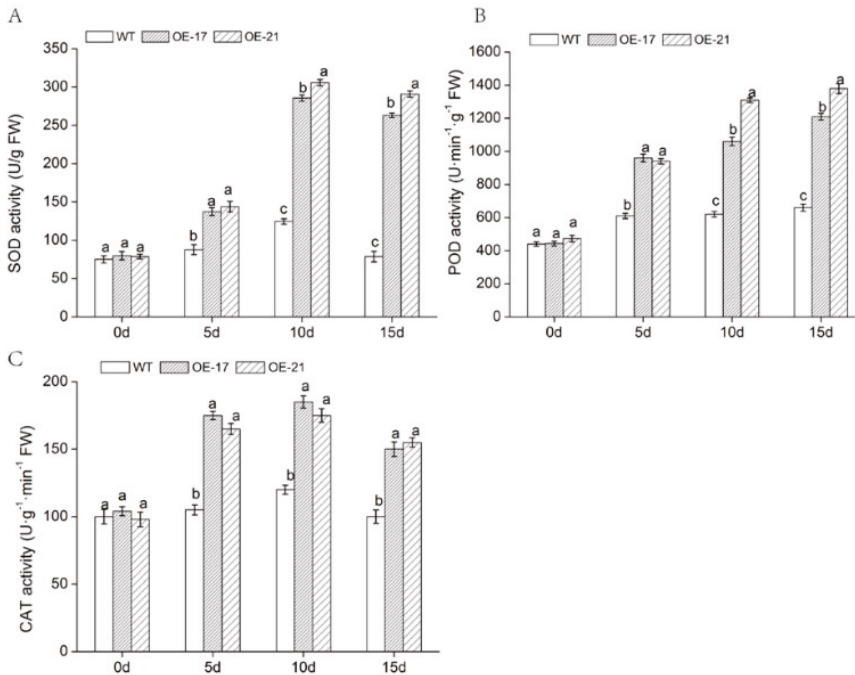 A
WT OE-17 OE-21
SOD activity (U/g FW)
350
300
250
200
150
100
50
0
a a a
b a a
c b a
c b a
0d 5d 10d 15d
B
WT OE-17 OE-21
POD activity (U·min⁻¹·g⁻¹ FW)
1600
1400
1200
1000
800
600
400
200
0
a a a
b a a
c b a
c b a
0d 5d 10d 15d
C
WT OE-17 OE-21
CAT activity (U·g⁻¹·min⁻¹ FW)
200
150
100
50
0
a a a
b a a
b a a
b a a
0d 5d 10d 15d